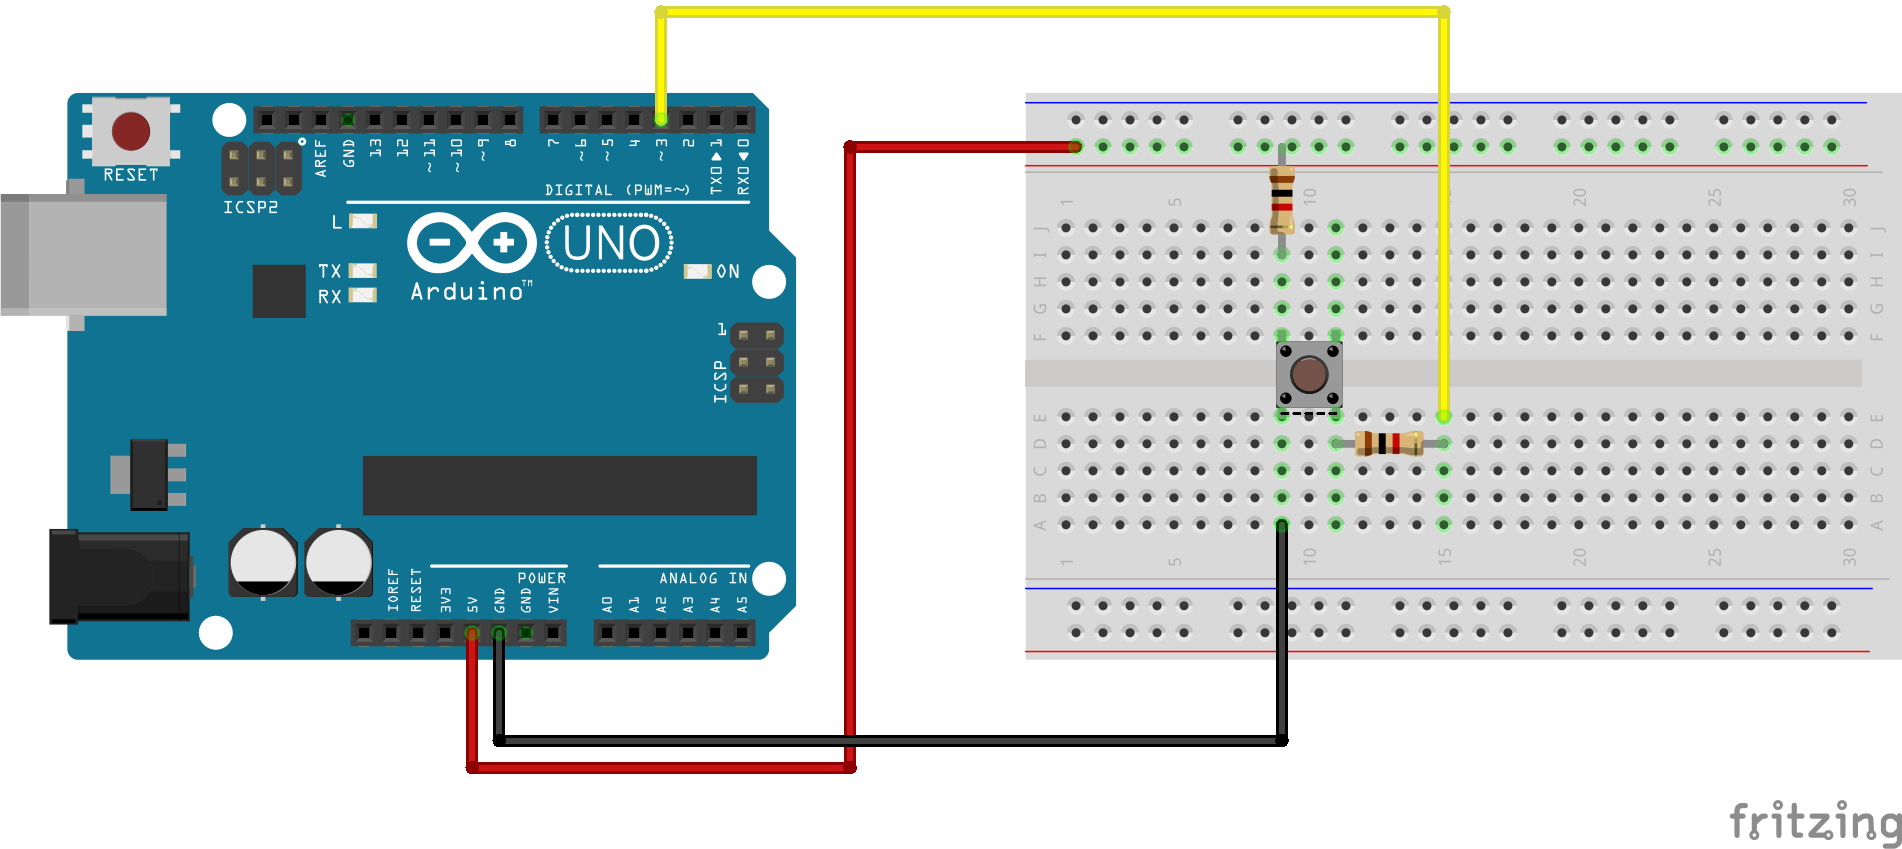 RESET
ICSP2
AREF
GND
13
12
~11
~10
~9
8
7
~6
~5
4
~3
2
TX0▶1
RX0◀0
DIGITAL (PWM=~)
L
TX
RX
UNO
Arduino™
ON
1
ICSP
IOREF
RESET
3V3
5V
GND
GND
VIN
POWER
A0
A1
A2
A3
A4
A5
ANALOG IN
1 5 10 15 20 25 30
J J
I I
H H
G G
F F
E E
D D
C C
B B
A A
1 5 10 15 20 25 30
fritzing